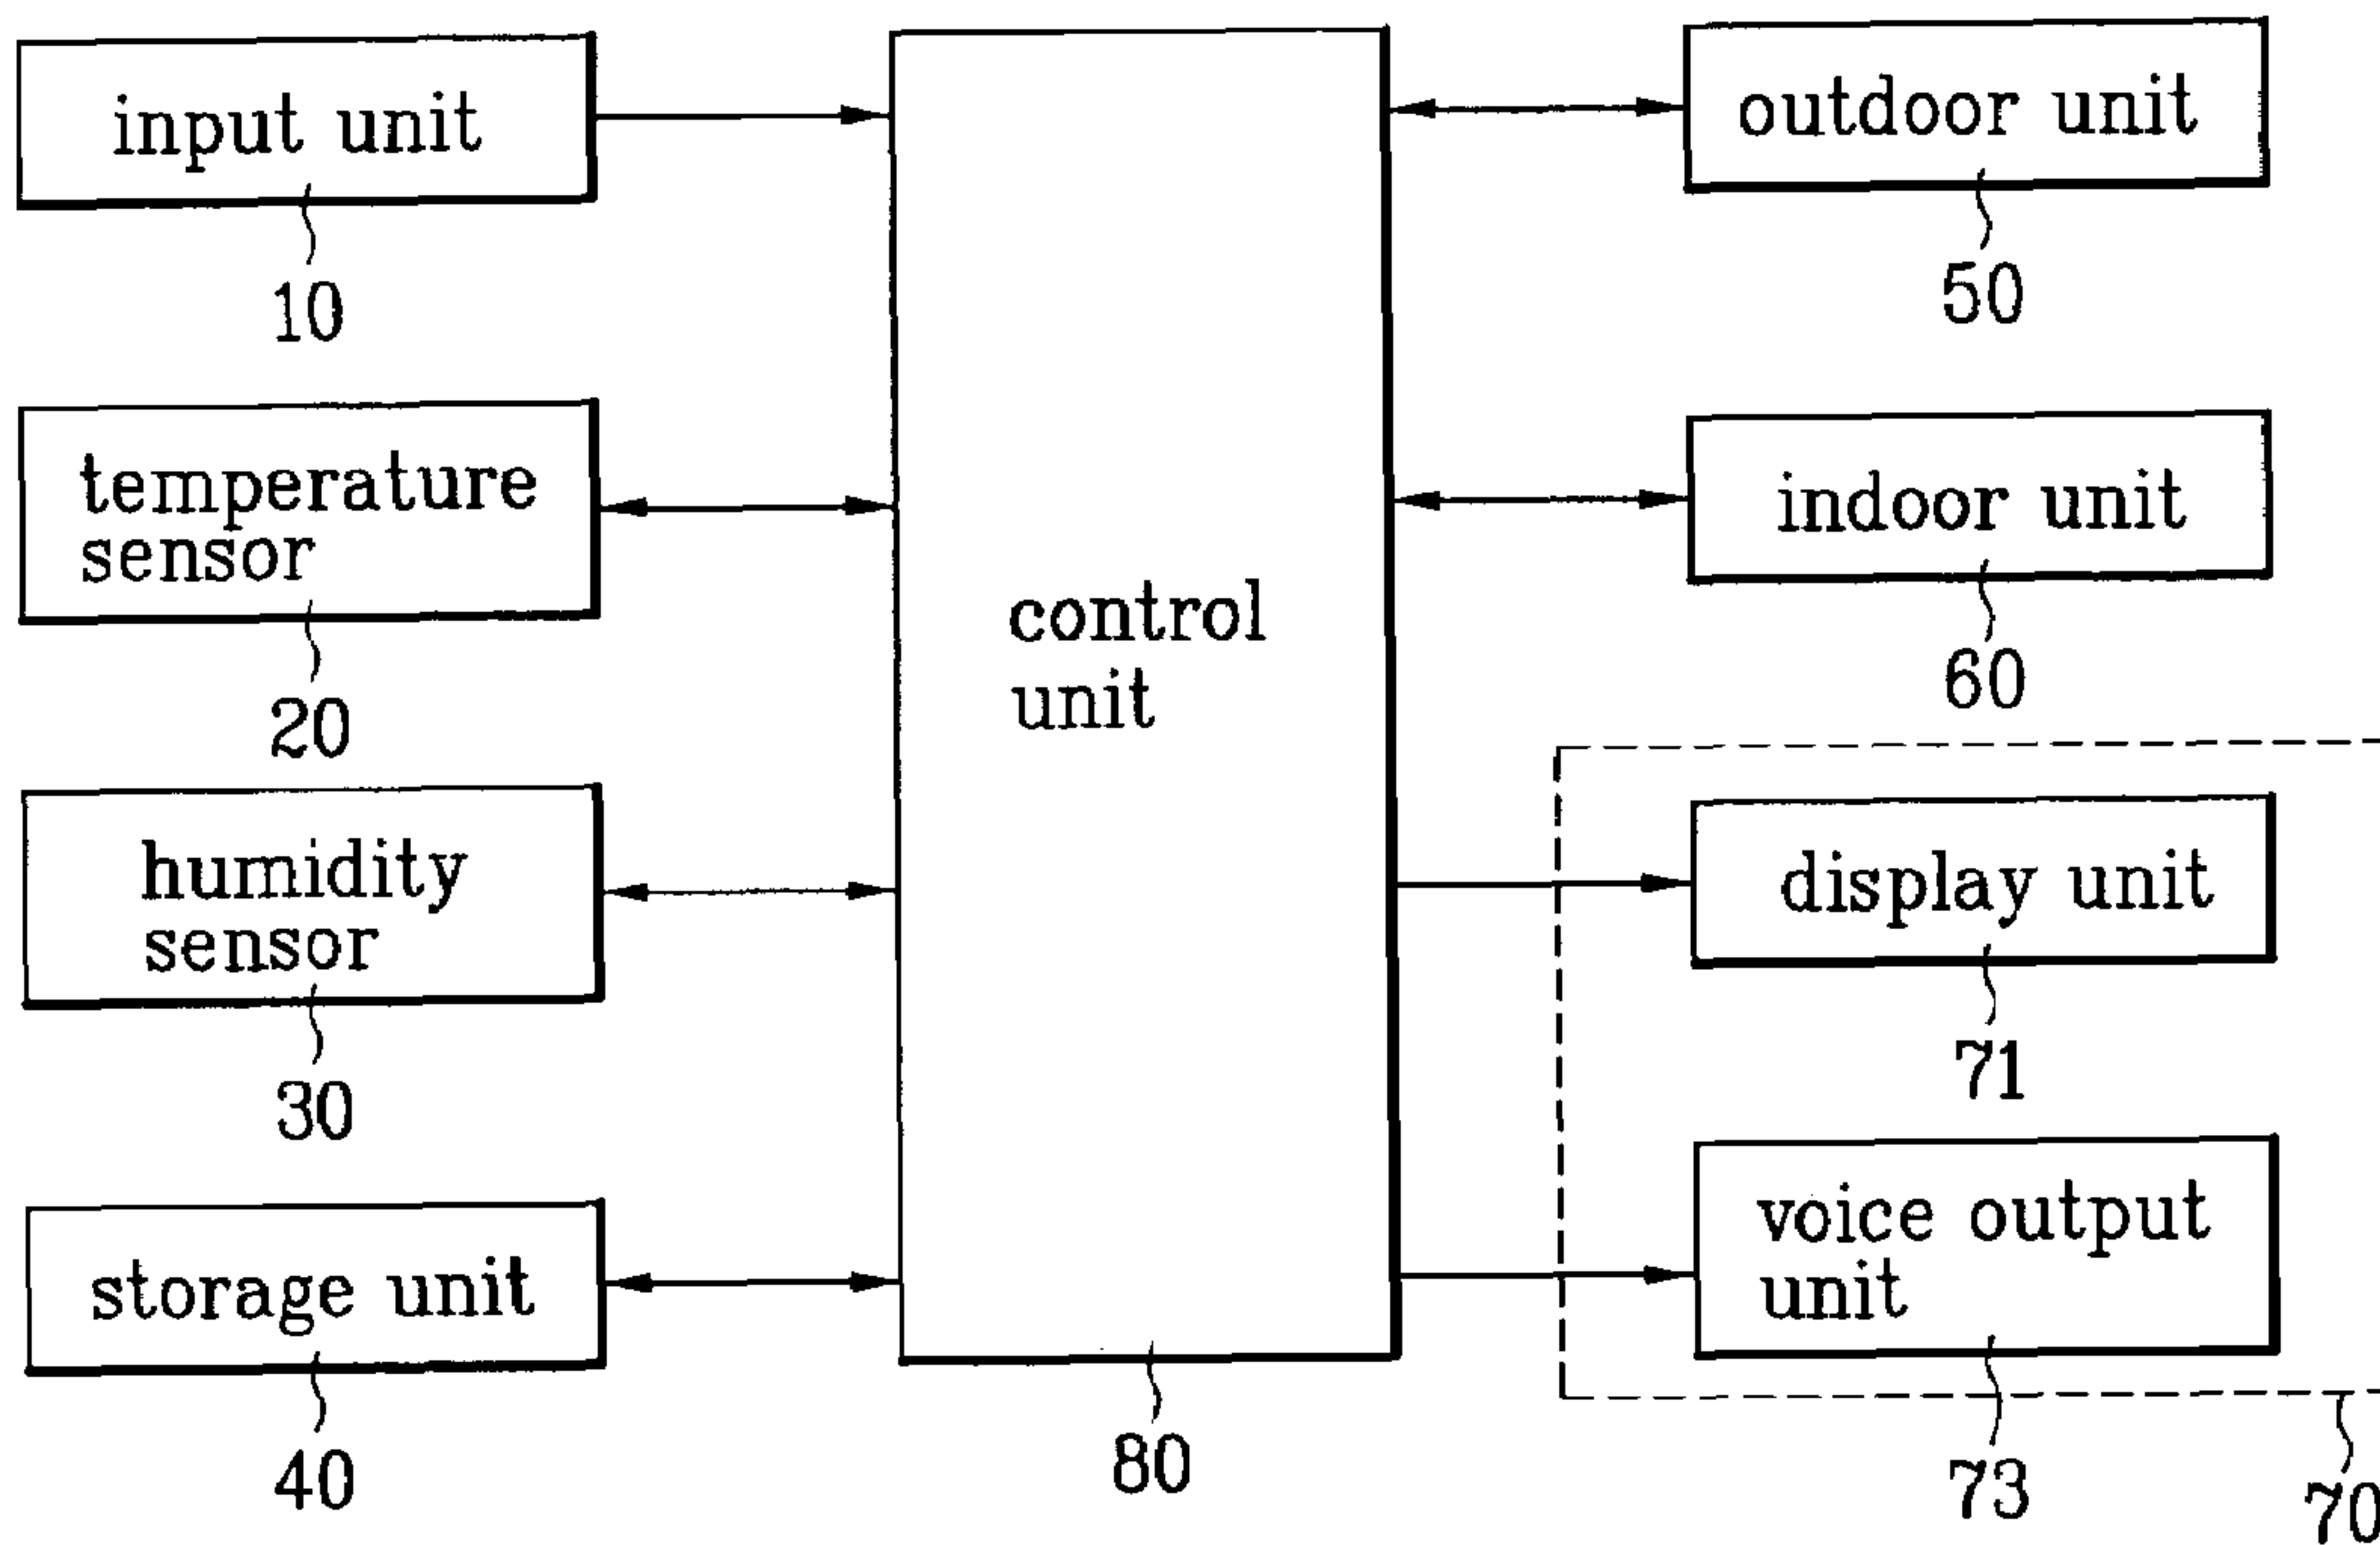 input unit
10
temperature
sensor
20
humidity
sensor
30
storage unit
40
control
unit
80
outdoor unit
50
indoor unit
60
display unit
71
voice output
unit
73
70